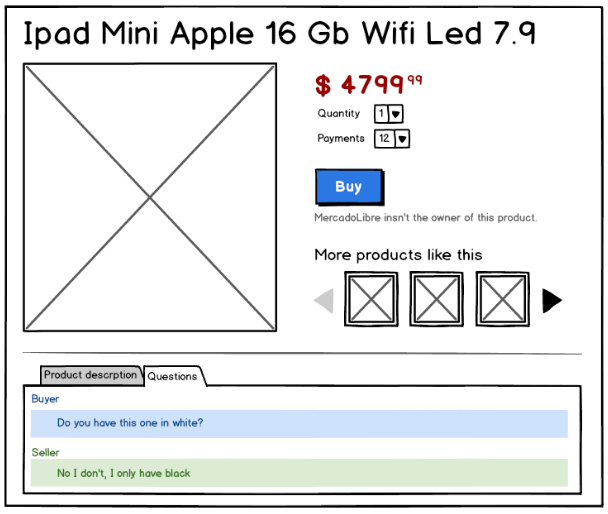 Ipad Mini Apple 16 Gb Wifi Led 7.9
$ 4799 99
Quantity 1
Payments 12
Buy
MercadoLibre insn't the owner of this product.
More products like this
Product descrption Questions
Buyer
Do you have this one in white?
Seller
No I don't, I only have black